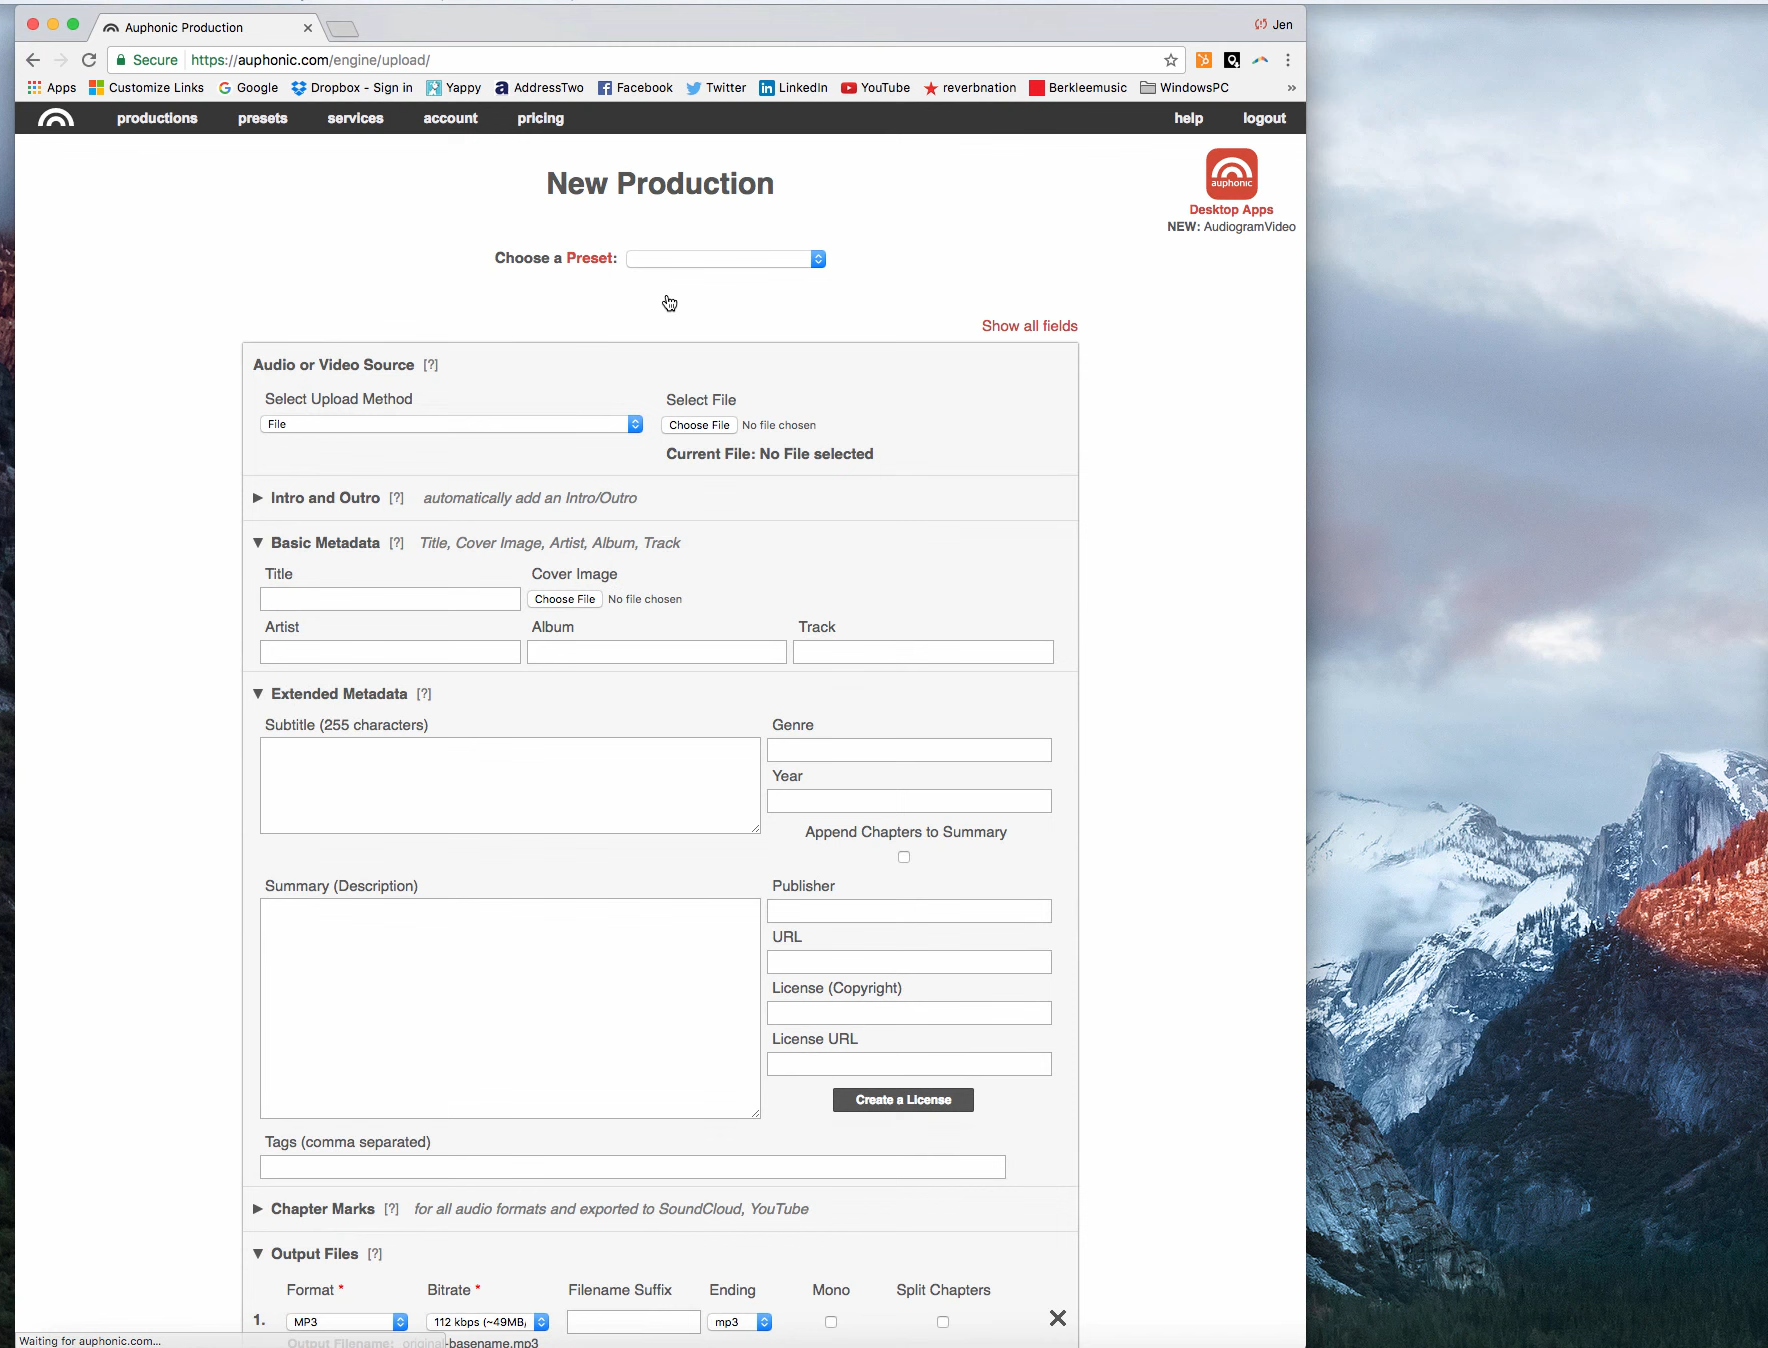 Auphonic Production
Jen
Secure https://auphonic.com/engine/upload/
Apps Customize Links Google Dropbox - Sign in Yappy AddressTwo Facebook Twitter LinkedIn YouTube reverbnation Berkleemusic WindowsPC »
productions presets services account pricing help logout
New Production
auphonic
Desktop Apps
NEW: AudiogramVideo
Choose a Preset:
Show all fields
Audio or Video Source [?]
Select Upload Method Select File
File Choose File No file chosen
Current File: No File selected
Intro and Outro [?] automatically add an Intro/Outro
Basic Metadata [?] Title, Cover Image, Artist, Album, Track
Title Cover Image
Choose File No file chosen
Artist Album Track
Extended Metadata [?]
Subtitle (255 characters) Genre
Year
Append Chapters to Summary
Summary (Description) Publisher
URL
License (Copyright)
License URL
Create a License
Tags (comma separated)
Chapter Marks [?] for all audio formats and exported to SoundCloud, YouTube
Output Files [?]
Format * Bitrate * Filename Suffix Ending Mono Split Chapters
1. MP3 112 kbps (~49MB, mp3
Waiting for auphonic.com...
Output Filename: original-basename.mp3